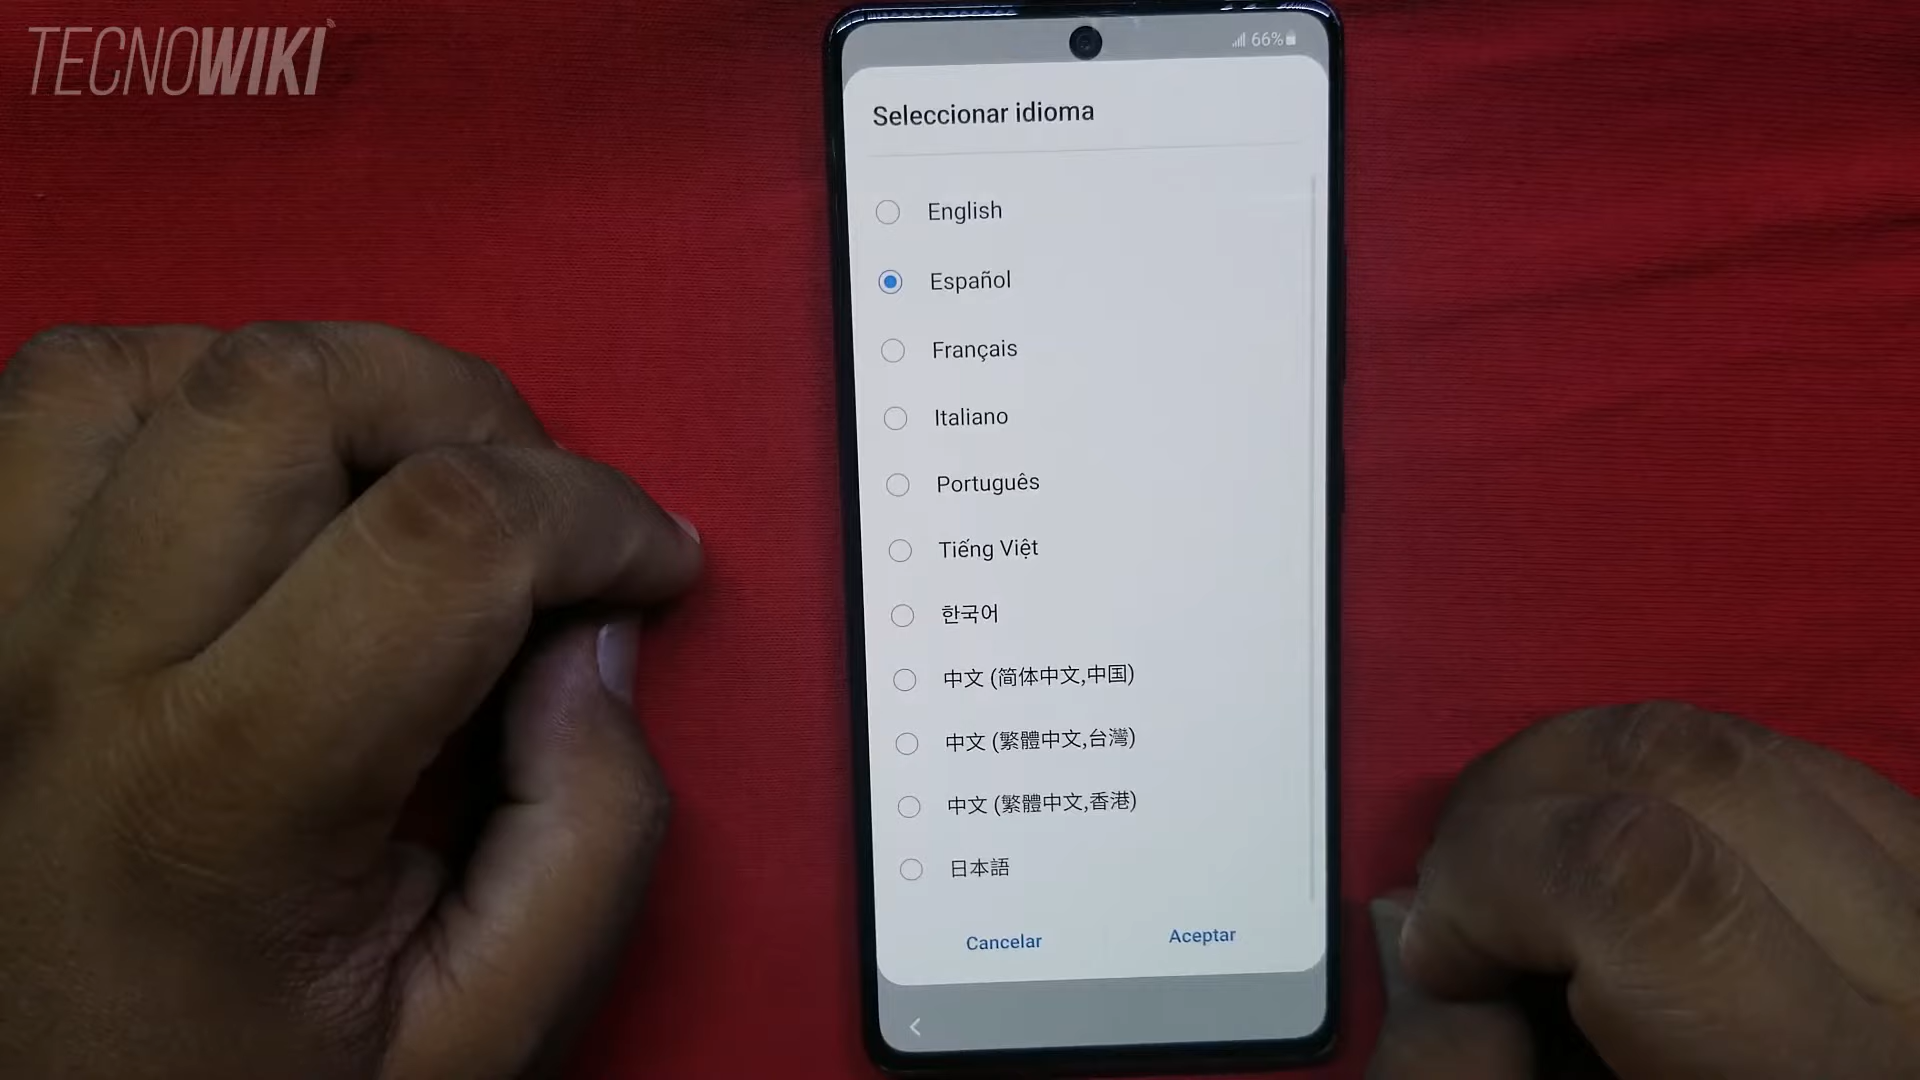 TECNOWIKI
66%
Seleccionar idioma
English
Español
Français
Italiano
Português
Tiếng Việt
한국어
中文 (简体中文,中国)
中文 (繁體中文,台灣)
中文 (繁體中文,香港)
日本語
Cancelar
Aceptar